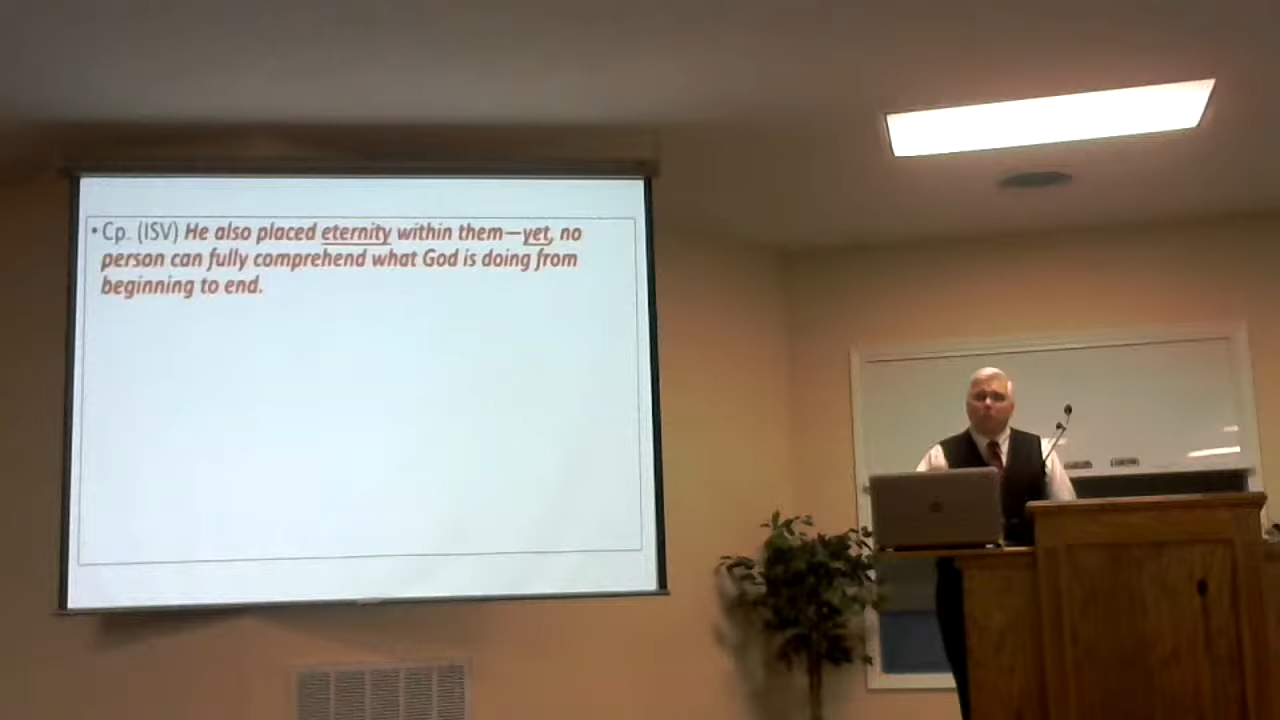 • Cp. (ISV) He also placed eternity within them—yet, no
person can fully comprehend what God is doing from
beginning to end.